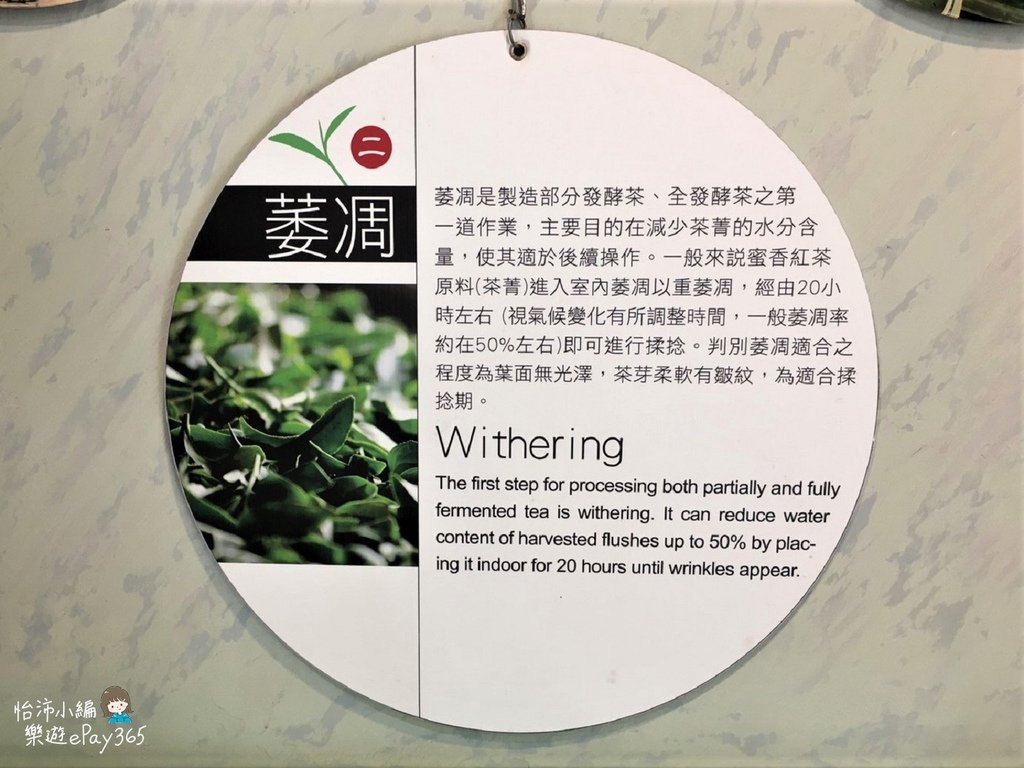 二
萎凋
萎凋是製造部分發酵茶、全發酵茶之第
一道作業，主要目的在減少茶菁的水分含
量，使其適於後續操作。一般來説蜜香紅茶
原料(茶菁)進入室內萎凋以重萎凋，經由20小
時左右 (視氣候變化有所調整時間，一般萎凋率
約在50%左右)即可進行揉捻。判別萎凋適合之
程度為葉面無光澤，茶芽柔軟有皺紋，為適合揉
捻期。
Withering
The first step for processing both partially and fully
fermented tea is withering. It can reduce water
content of harvested flushes up to 50% by plac-
ing it indoor for 20 hours until wrinkles appear.
怡沛小編
樂遊ePay365